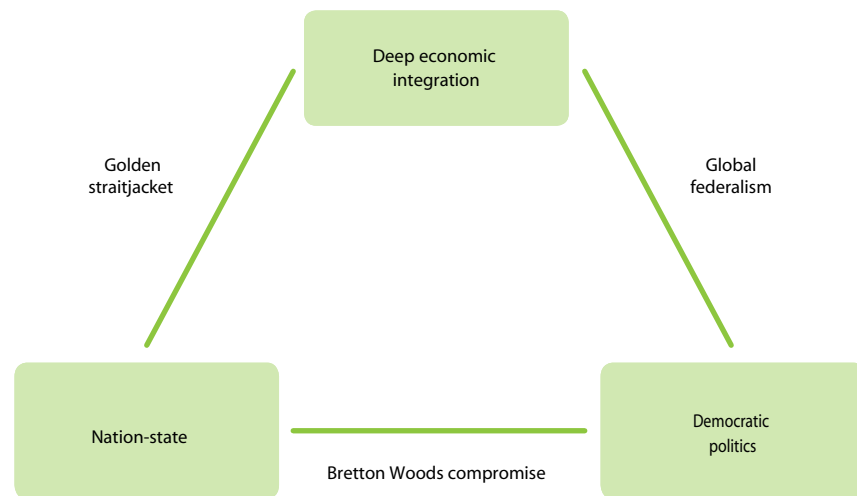 Deep economic
integration
Golden
straitjacket
Global
federalism
Nation-state
Democratic
politics
Bretton Woods compromise